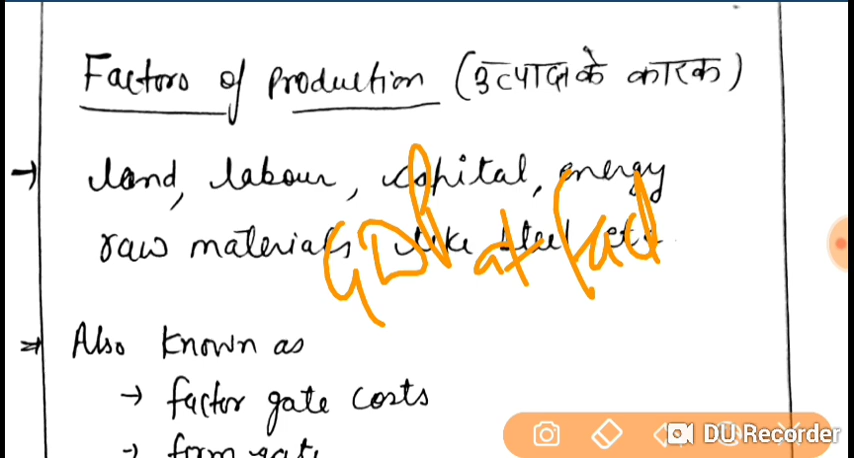 Factors of production (उत्पादन के कारक)
→ land, labour, capital, energy
raw materials like steel etc.
GDP at Fact
⇒ Also known as
→ factor gate costs
→
DU Recorder